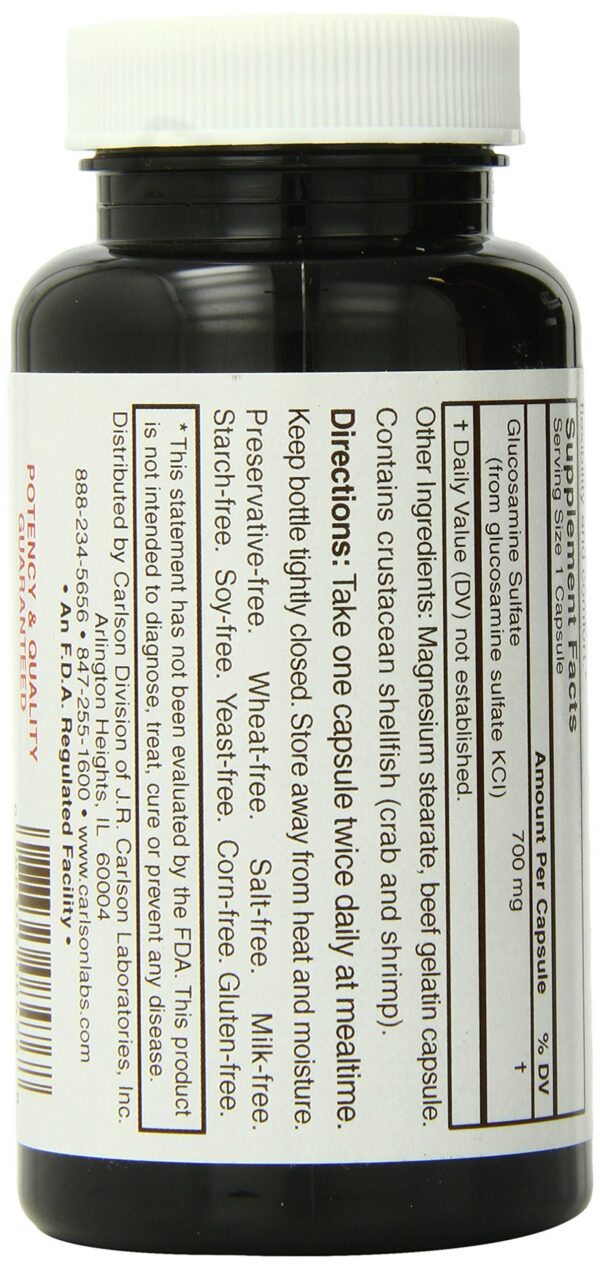 Supplement Facts
Serving Size 1 Capsule
Amount Per Capsule % DV
Glucosamine Sulfate 700 mg †
(from glucosamine sulfate KCl)
† Daily Value (DV) not established.
Other Ingredients: Magnesium stearate, beef gelatin capsule.
Contains crustacean shellfish (crab and shrimp).
Directions: Take one capsule twice daily at mealtime.
Keep bottle tightly closed. Store away from heat and moisture.
Preservative-free. Wheat-free. Salt-free. Milk-free.
Starch-free. Soy-free. Yeast-free. Corn-free. Gluten-free.
*This statement has not been evaluated by the FDA. This product
is not intended to diagnose, treat, cure or prevent any disease.
Distributed by Carlson Division of J.R. Carlson Laboratories, Inc.
Arlington Heights, IL 60004
888-234-5656 • 847-255-1600 • www.carlsonlabs.com
• An F.D.A. Regulated Facility •
POTENCY & QUALITY
GUARANTEED